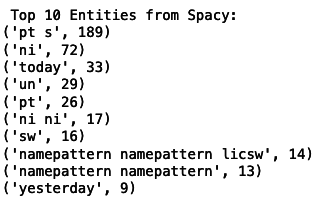 Top 10 Entities from Spacy:
('pt s', 189)
('ni', 72)
('today', 33)
('un', 29)
('pt', 26)
('ni ni', 17)
('sw', 16)
('namepattern namepattern licsw', 14)
('namepattern namepattern', 13)
('yesterday', 9)